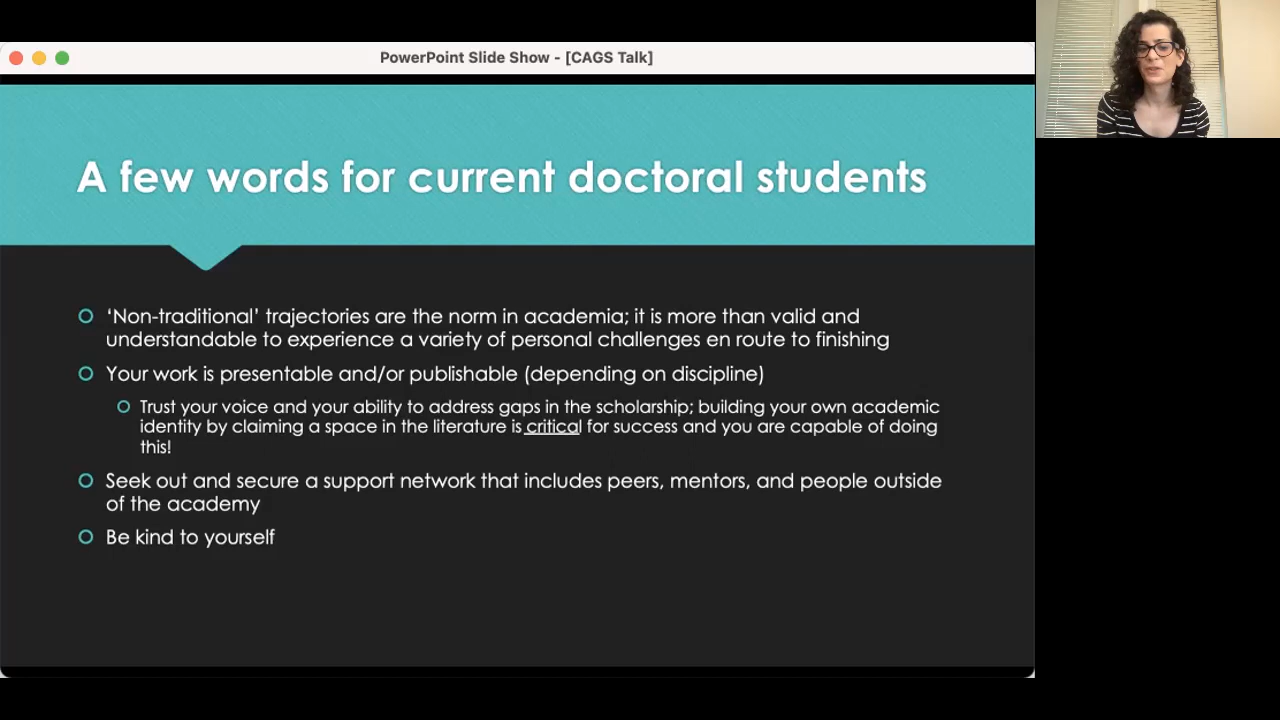 PowerPoint Slide Show - [CAGS Talk]
A few words for current doctoral students
‘Non-traditional’ trajectories are the norm in academia; it is more than valid and
understandable to experience a variety of personal challenges en route to finishing
Your work is presentable and/or publishable (depending on discipline)
Trust your voice and your ability to address gaps in the scholarship; building your own academic
identity by claiming a space in the literature is critical for success and you are capable of doing
this!
Seek out and secure a support network that includes peers, mentors, and people outside
of the academy
Be kind to yourself